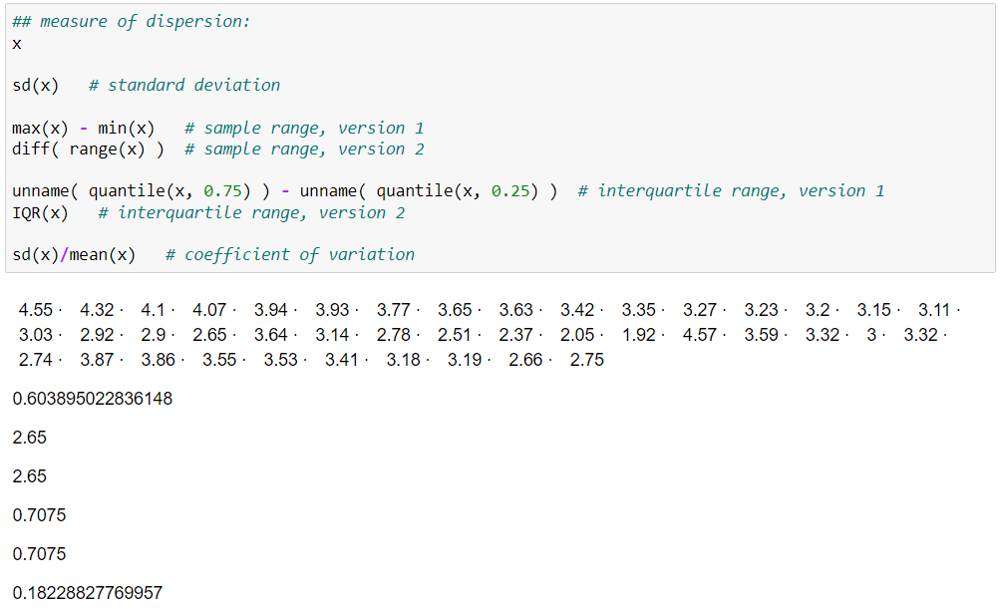 ## measure of dispersion:
x
sd(x)   # standard deviation
max(x) - min(x)   # sample range, version 1
diff( range(x) )  # sample range, version 2
unname( quantile(x, 0.75) ) - unname( quantile(x, 0.25) )  # interquartile range, version 1
IQR(x)   # interquartile range, version 2
sd(x)/mean(x)   # coefficient of variation
4.55 · 4.32 · 4.1 · 4.07 · 3.94 · 3.93 · 3.77 · 3.65 · 3.63 · 3.42 · 3.35 · 3.27 · 3.23 · 3.2 · 3.15 · 3.11 ·
3.03 · 2.92 · 2.9 · 2.65 · 3.64 · 3.14 · 2.78 · 2.51 · 2.37 · 2.05 · 1.92 · 4.57 · 3.59 · 3.32 · 3 · 3.32 ·
2.74 · 3.87 · 3.86 · 3.55 · 3.53 · 3.41 · 3.18 · 3.19 · 2.66 · 2.75
0.603895022836148
2.65
2.65
0.7075
0.7075
0.18228827769957